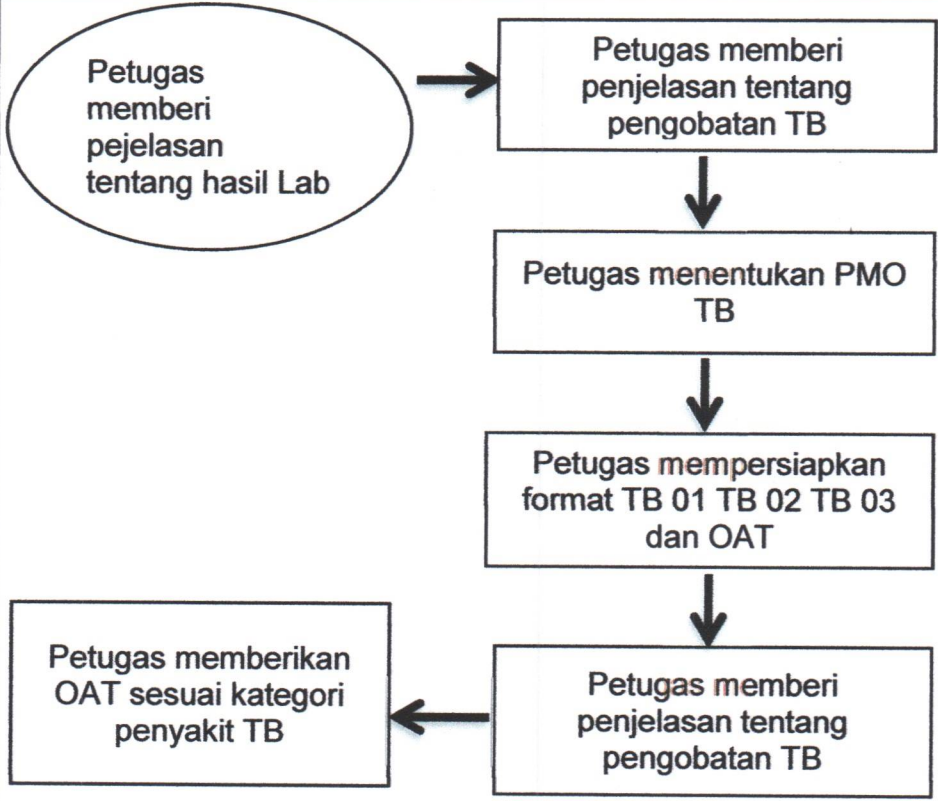 Petugas
memberi
pejelasan
tentang hasil Lab
Petugas memberi
penjelasan tentang
pengobatan TB
Petugas menentukan PMO
TB
Petugas mempersiapkan
format TB 01 TB 02 TB 03
dan OAT
Petugas memberi
penjelasan tentang
pengobatan TB
Petugas memberikan
OAT sesuai kategori
penyakit TB